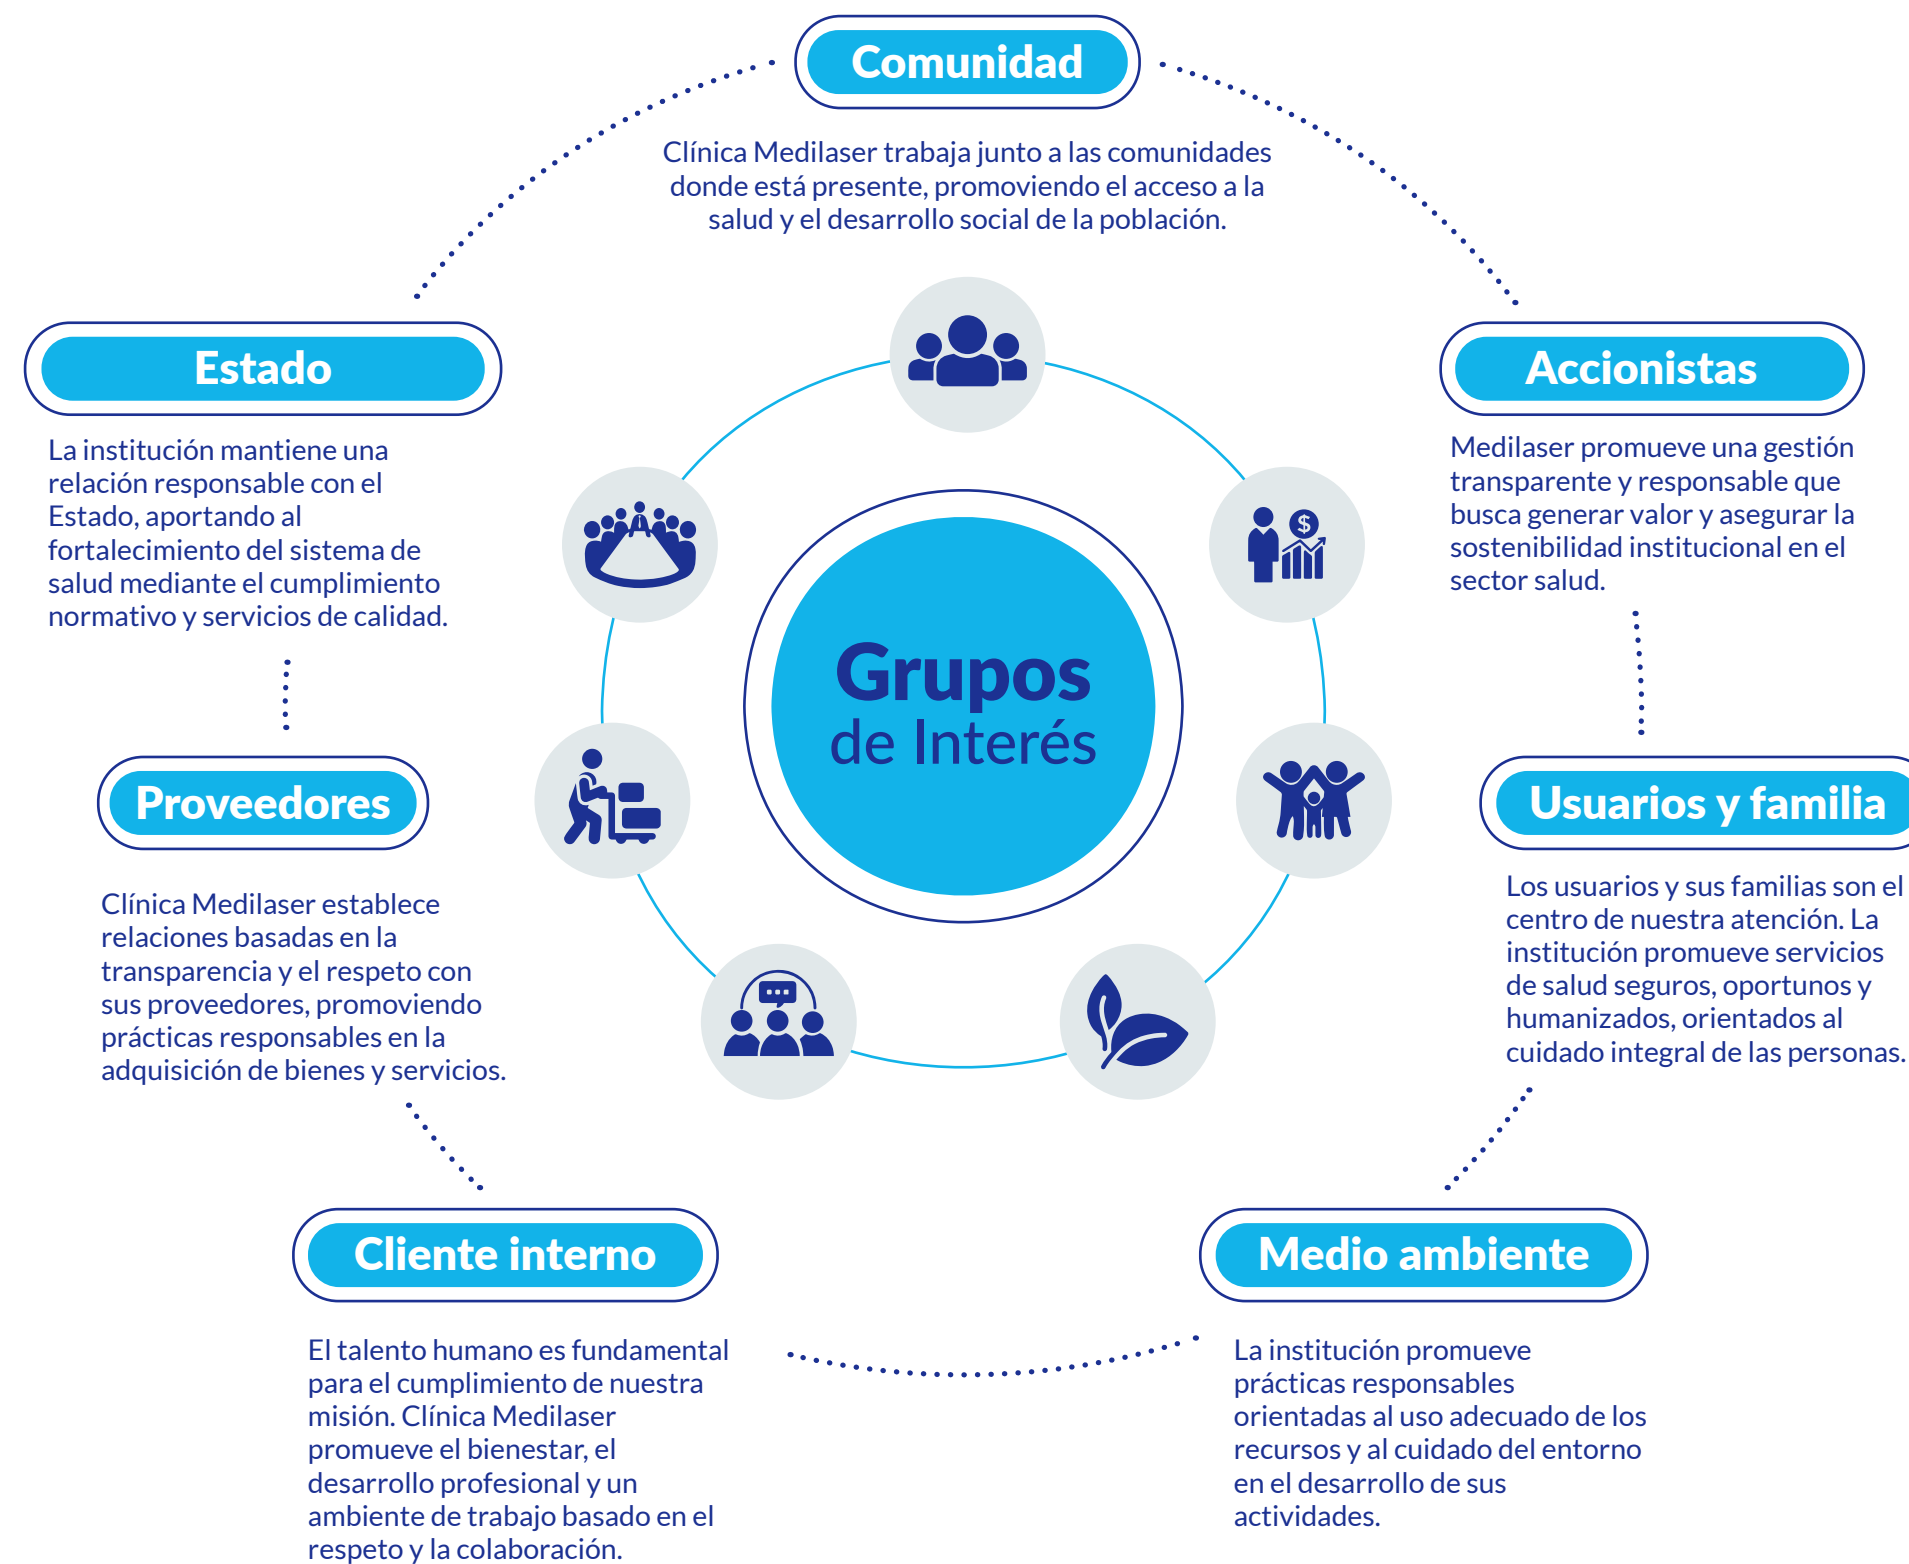 Comunidad
Clínica Medilaser trabaja junto a las comunidades
donde está presente, promoviendo el acceso a la
salud y el desarrollo social de la población.
Estado
La institución mantiene una
relación responsable con el
Estado, aportando al
fortalecimiento del sistema de
salud mediante el cumplimiento
normativo y servicios de calidad.
Accionistas
Medilaser promueve una gestión
transparente y responsable que
busca generar valor y asegurar la
sostenibilidad institucional en el
sector salud.
$
Grupos
de Interés
Proveedores
Clínica Medilaser establece
relaciones basadas en la
transparencia y el respeto con
sus proveedores, promoviendo
prácticas responsables en la
adquisición de bienes y servicios.
Usuarios y familia
Los usuarios y sus familias son el
centro de nuestra atención. La
institución promueve servicios
de salud seguros, oportunos y
humanizados, orientados al
cuidado integral de las personas.
Cliente interno
El talento humano es fundamental
para el cumplimiento de nuestra
misión. Clínica Medilaser
promueve el bienestar, el
desarrollo profesional y un
ambiente de trabajo basado en el
respeto y la colaboración.
Medio ambiente
La institución promueve
prácticas responsables
orientadas al uso adecuado de los
recursos y al cuidado del entorno
en el desarrollo de sus
actividades.